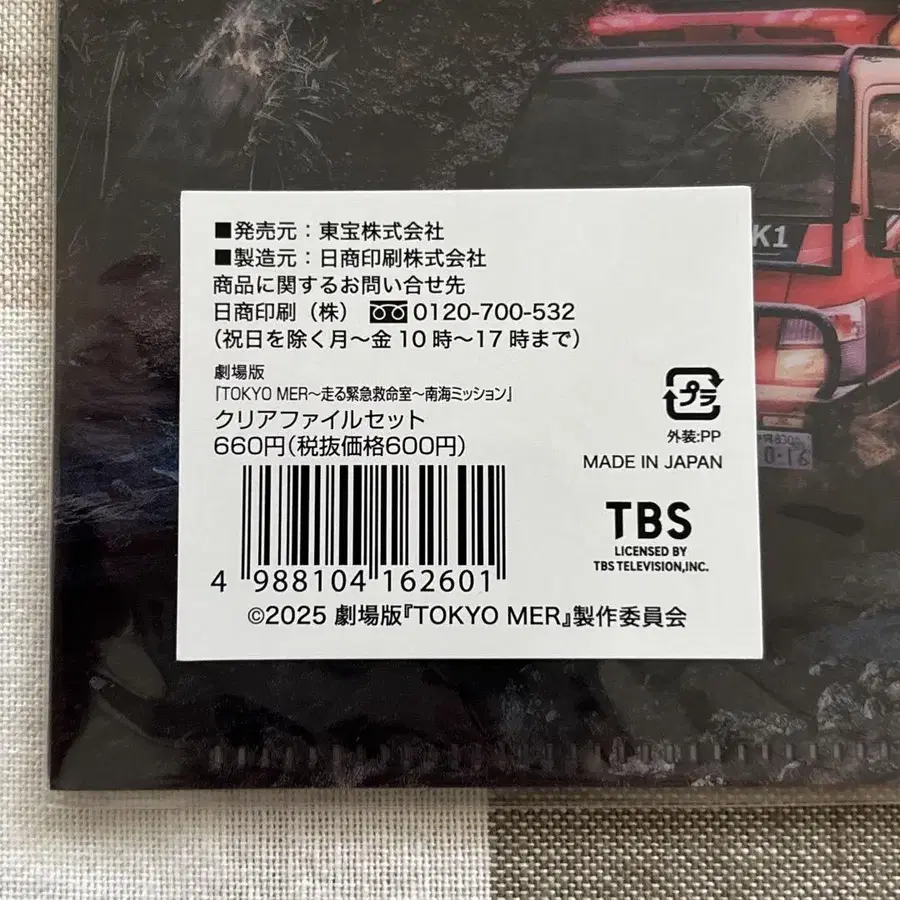 K1
■発売元：東宝株式会社
■製造元：日商印刷株式会社
商品に関するお問い合せ先
日商印刷（株） 0120-700-532
（祝日を除く月〜金10時〜17時まで）
劇場版
『TOKYO MER〜走る緊急救命室〜南海ミッション』
クリアファイルセット
660円（税抜価格600円）
プラ
外装:PP
MADE IN JAPAN
TBS
LICENSED BY
TBS TELEVISION,INC.
4 988104 162601
©2025 劇場版『TOKYO MER』製作委員会